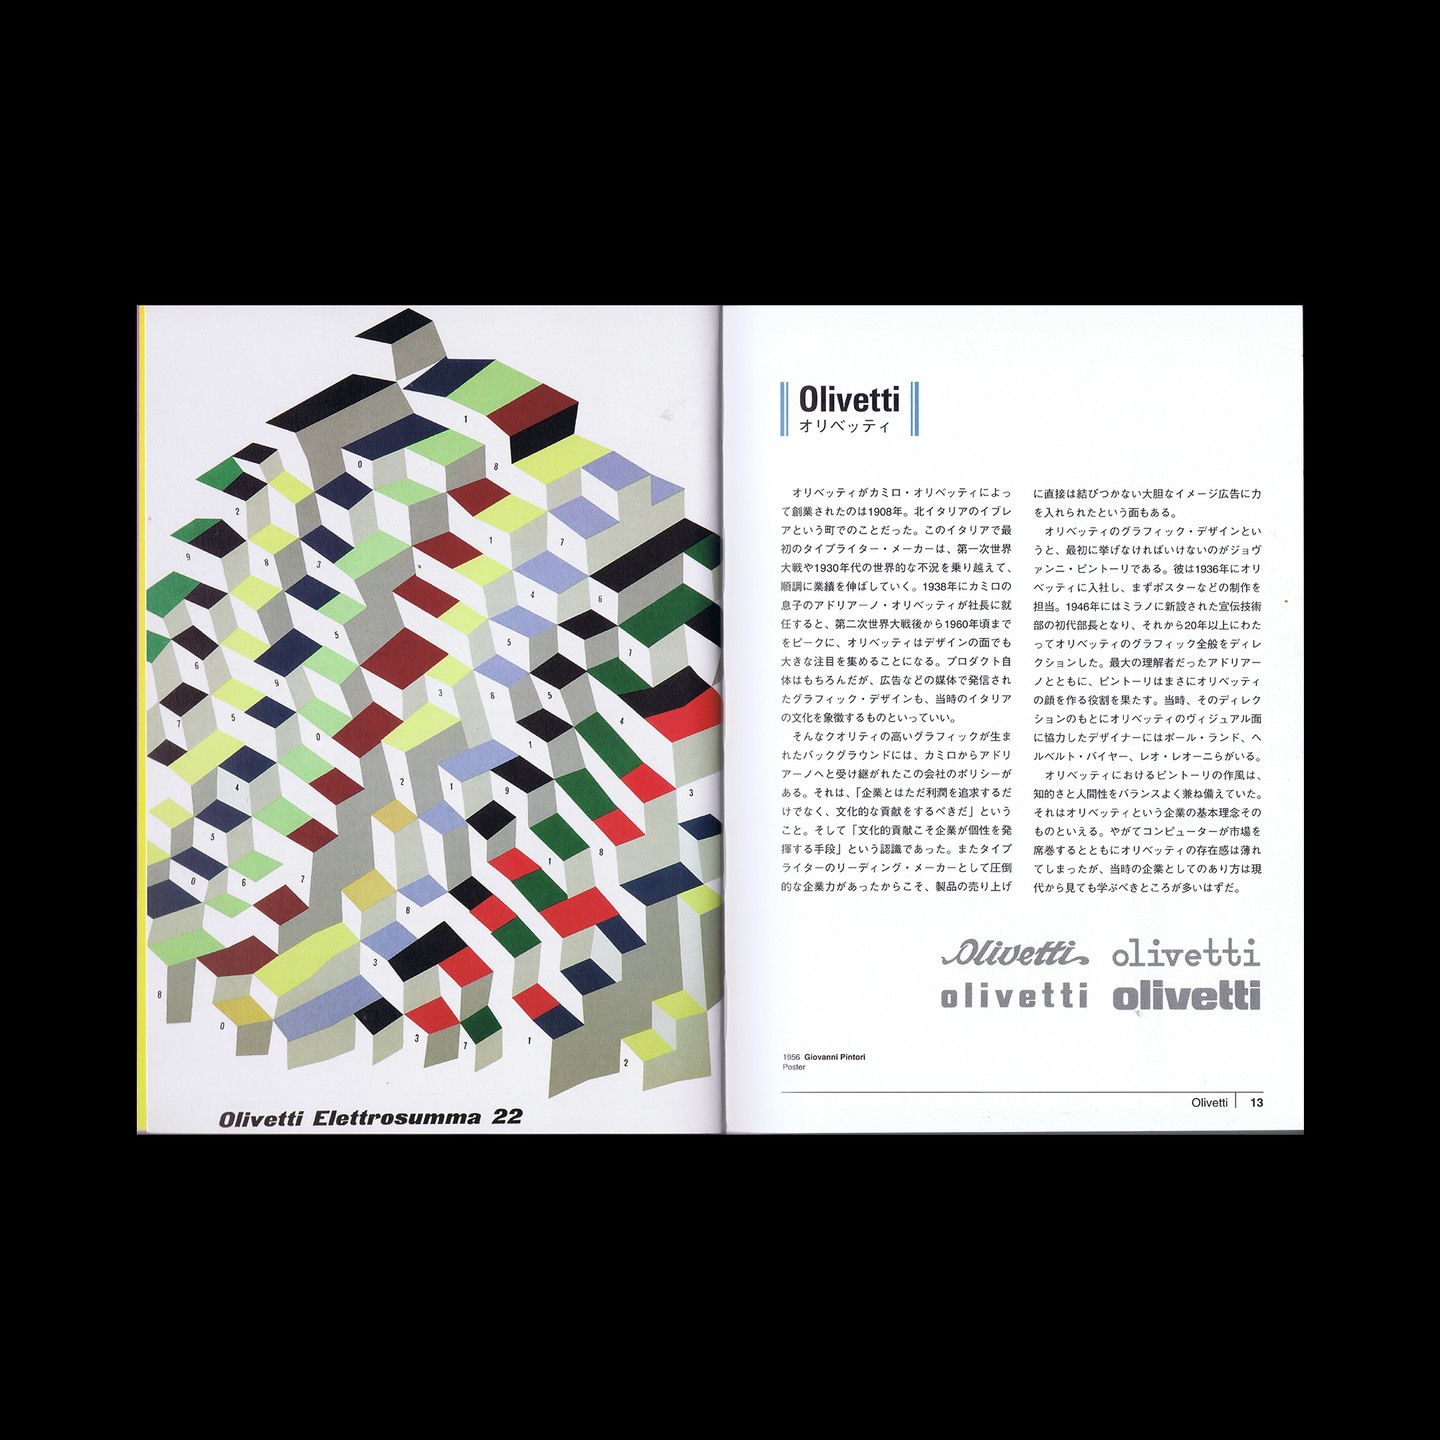 1
0
8
2
1
7
9
8
3
*
4
6
5
7
5
6
9
3
8
5
4
7
5
0
1
2
1
9
3
4
5
1
8
0
6
7
8
3
8
0
3
7
1
2
Olivetti Elettrosumma 22
Olivetti
オリベッティ
オリベッティがカミロ・オリベッティによっ
て創業されたのは1908年。北イタリアのイブレ
アという町でのことだった。このイタリアで最
初のタイプライター・メーカーは、第一次世界
大戦や1930年代の世界的な不況を乗り越えて、
順調に業績を伸ばしていく。1938年にカミロの
息子のアドリアーノ・オリベッティが社長に就
任すると、第二次世界大戦後から1960年頃まで
をピークに、オリベッティはデザインの面でも
大きな注目を集めることになる。プロダクト自
体はもちろんだが、広告などの媒体で発信され
たグラフィック・デザインも、当時のイタリア
の文化を象徴するものといっていい。
そんなクオリティの高いグラフィックが生ま
れたバックグラウンドには、カミロからアドリ
アーノへと受け継がれたこの会社のポリシーが
ある。それは、「企業とはただ利潤を追求するだ
けでなく、文化的な貢献をするべきだ」という
こと。そして「文化的貢献こそ企業が個性を発
揮する手段」という認識であった。またタイプ
ライターのリーディング・メーカーとして圧倒
的な企業力があったからこそ、製品の売り上げ
に直接は結びつかない大胆なイメージ広告に力
を入れられたという面もある。
オリベッティのグラフィック・デザインとい
うと、最初に挙げなければいけないのがジョヴ
ァンニ・ピントーリである。彼は1936年にオリ
ベッティに入社し、まずポスターなどの制作を
担当。1946年にはミラノに新設された宣伝技術
部の初代部長となり、それから20年以上にわた
ってオリベッティのグラフィック全般をディレ
クションした。最大の理解者だったアドリアー
ノとともに、ピントーリはまさにオリベッティ
の顔を作る役割を果たす。当時、そのディレク
ションのもとにオリベッティのヴィジュアル面
に協力したデザイナーにはポール・ランド、ヘ
ルベルト・バイヤー、レオ・レオーニらがいる。
オリベッティにおけるピントーリの作風は、
知的さと人間性をバランスよく兼ね備えていた。
それはオリベッティという企業の基本理念その
ものといえる。やがてコンピューターが市場を
席巻するとともにオリベッティの存在感は薄れ
てしまったが、当時の企業としてのあり方は現
代から見ても学ぶべきところが多いはずだ。
Olivetti olivetti
olivetti olivetti
1956 Giovanni Pintori
Poster
Olivetti 13